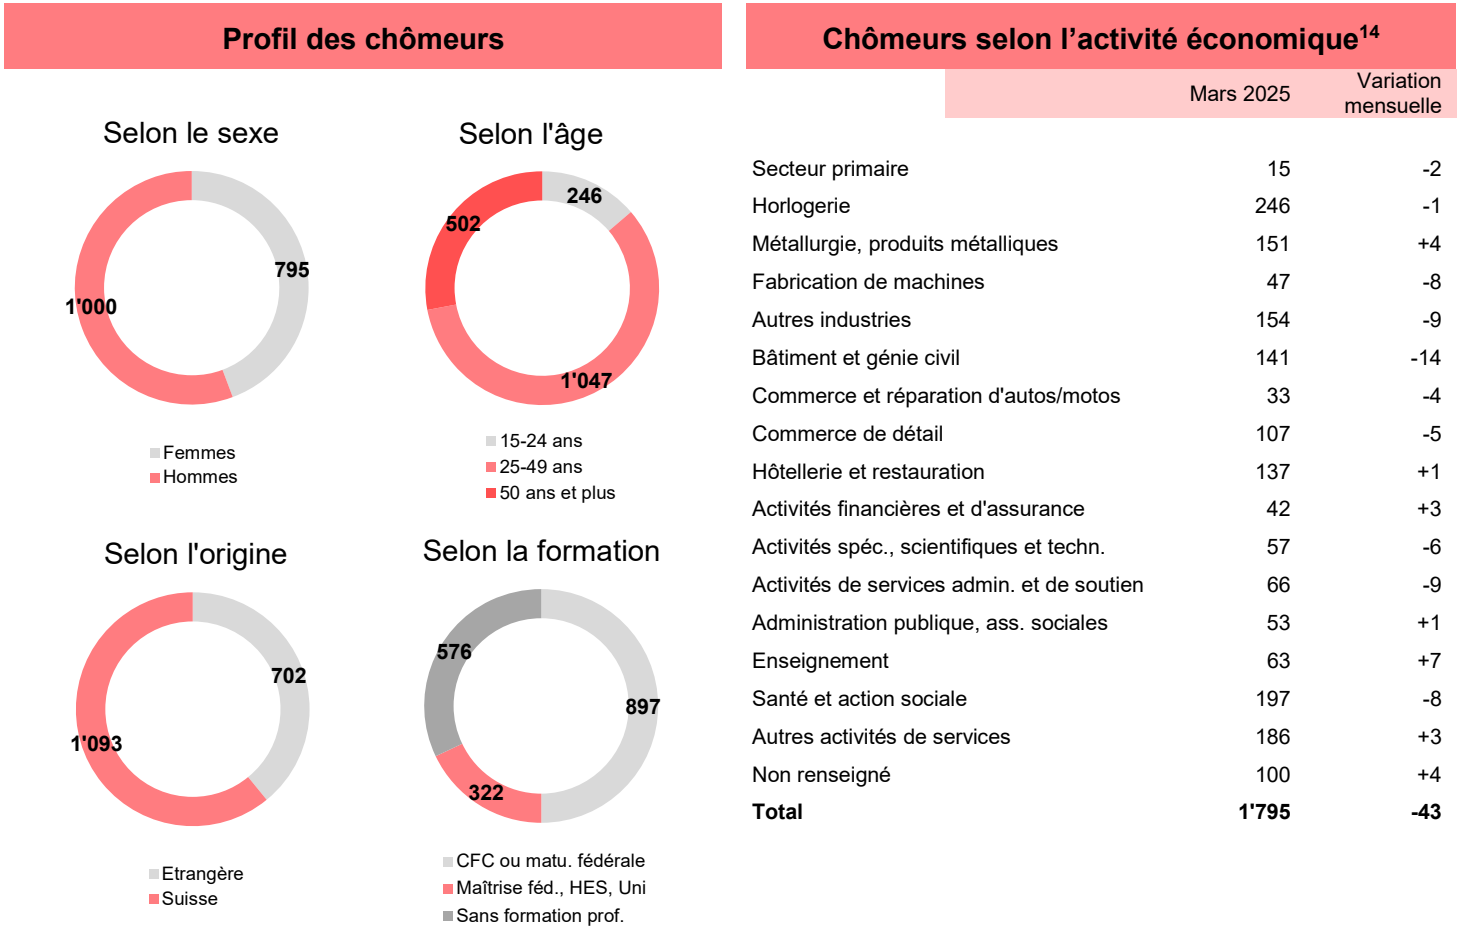 Profil des chômeurs
Selon le sexe
795
1'000
Femmes
Hommes
Selon l'âge
246
502
1'047
15-24 ans
25-49 ans
50 ans et plus
Selon l'origine
702
1'093
Etrangère
Suisse
Selon la formation
576
897
322
CFC ou matu. fédérale
Maîtrise féd., HES, Uni
Sans formation prof.
Chômeurs selon l’activité économique14
Mars 2025 Variation mensuelle
Secteur primaire 15 -2
Horlogerie 246 -1
Métallurgie, produits métalliques 151 +4
Fabrication de machines 47 -8
Autres industries 154 -9
Bâtiment et génie civil 141 -14
Commerce et réparation d'autos/motos 33 -4
Commerce de détail 107 -5
Hôtellerie et restauration 137 +1
Activités financières et d'assurance 42 +3
Activités spéc., scientifiques et techn. 57 -6
Activités de services admin. et de soutien 66 -9
Administration publique, ass. sociales 53 +1
Enseignement 63 +7
Santé et action sociale 197 -8
Autres activités de services 186 +3
Non renseigné 100 +4
Total 1'795 -43